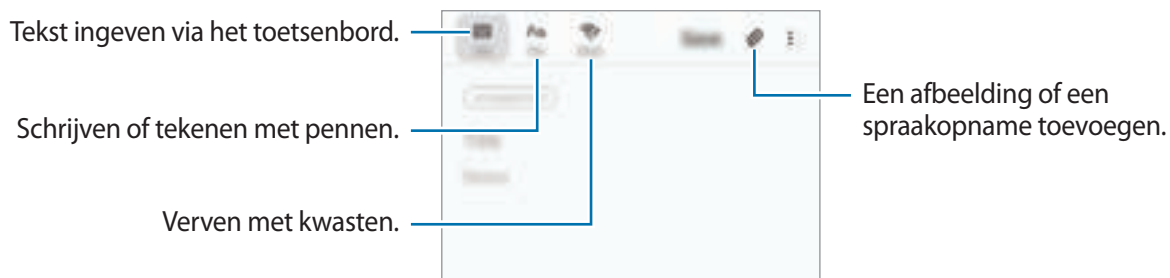 Tekst ingeven via het toetsenbord.
Schrijven of tekenen met pennen.
Verven met kwasten.
Een afbeelding of een
spraakopname toevoegen.